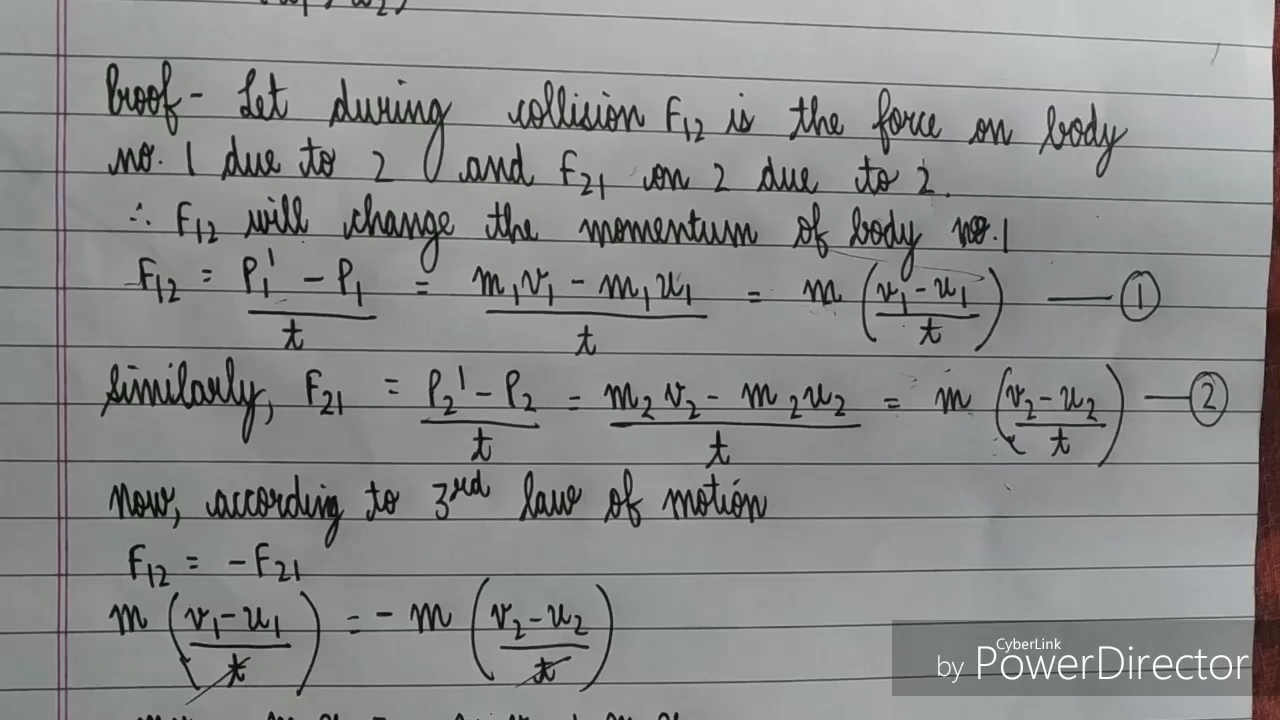 Proof - Let during collision F₁₂ is the force on body
no. 1 due to 2 and F₂₁ on 2 due to 2.
∴ F₁₂ will change the momentum of body no. 1
F₁₂ = (P₁' - P₁)/t = (m₁v₁ - m₁u₁)/t = m((v₁ - u₁)/t) — ①
Similarly, F₂₁ = (P₂' - P₂)/t = (m₂v₂ - m₂u₂)/t = m((v₂ - u₂)/t) — ②
Now, according to 3rd law of motion
F₁₂ = -F₂₁
m((v₁ - u₁)/t) = - m((v₂ - u₂)/t)
by CyberLink PowerDirector